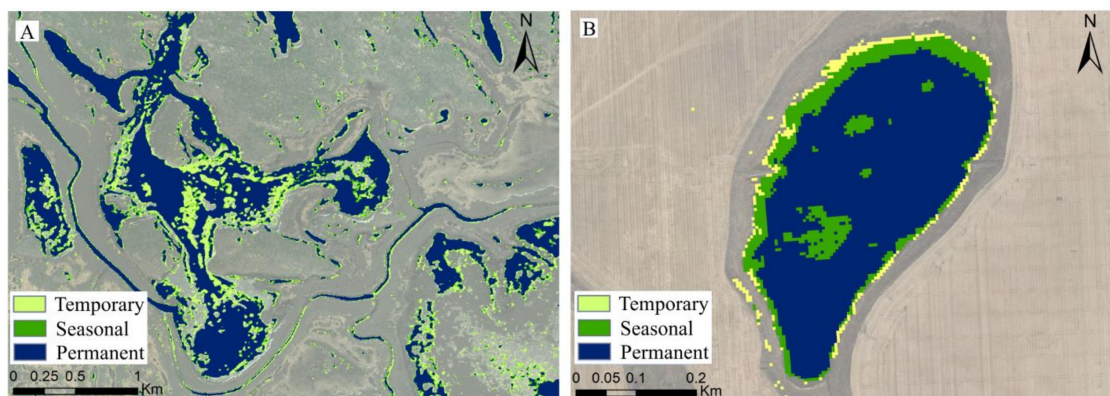 A
N
Temporary
Seasonal
Permanent
0 0.25 0.5 1
Km
B
N
Temporary
Seasonal
Permanent
0 0.05 0.1 0.2
Km